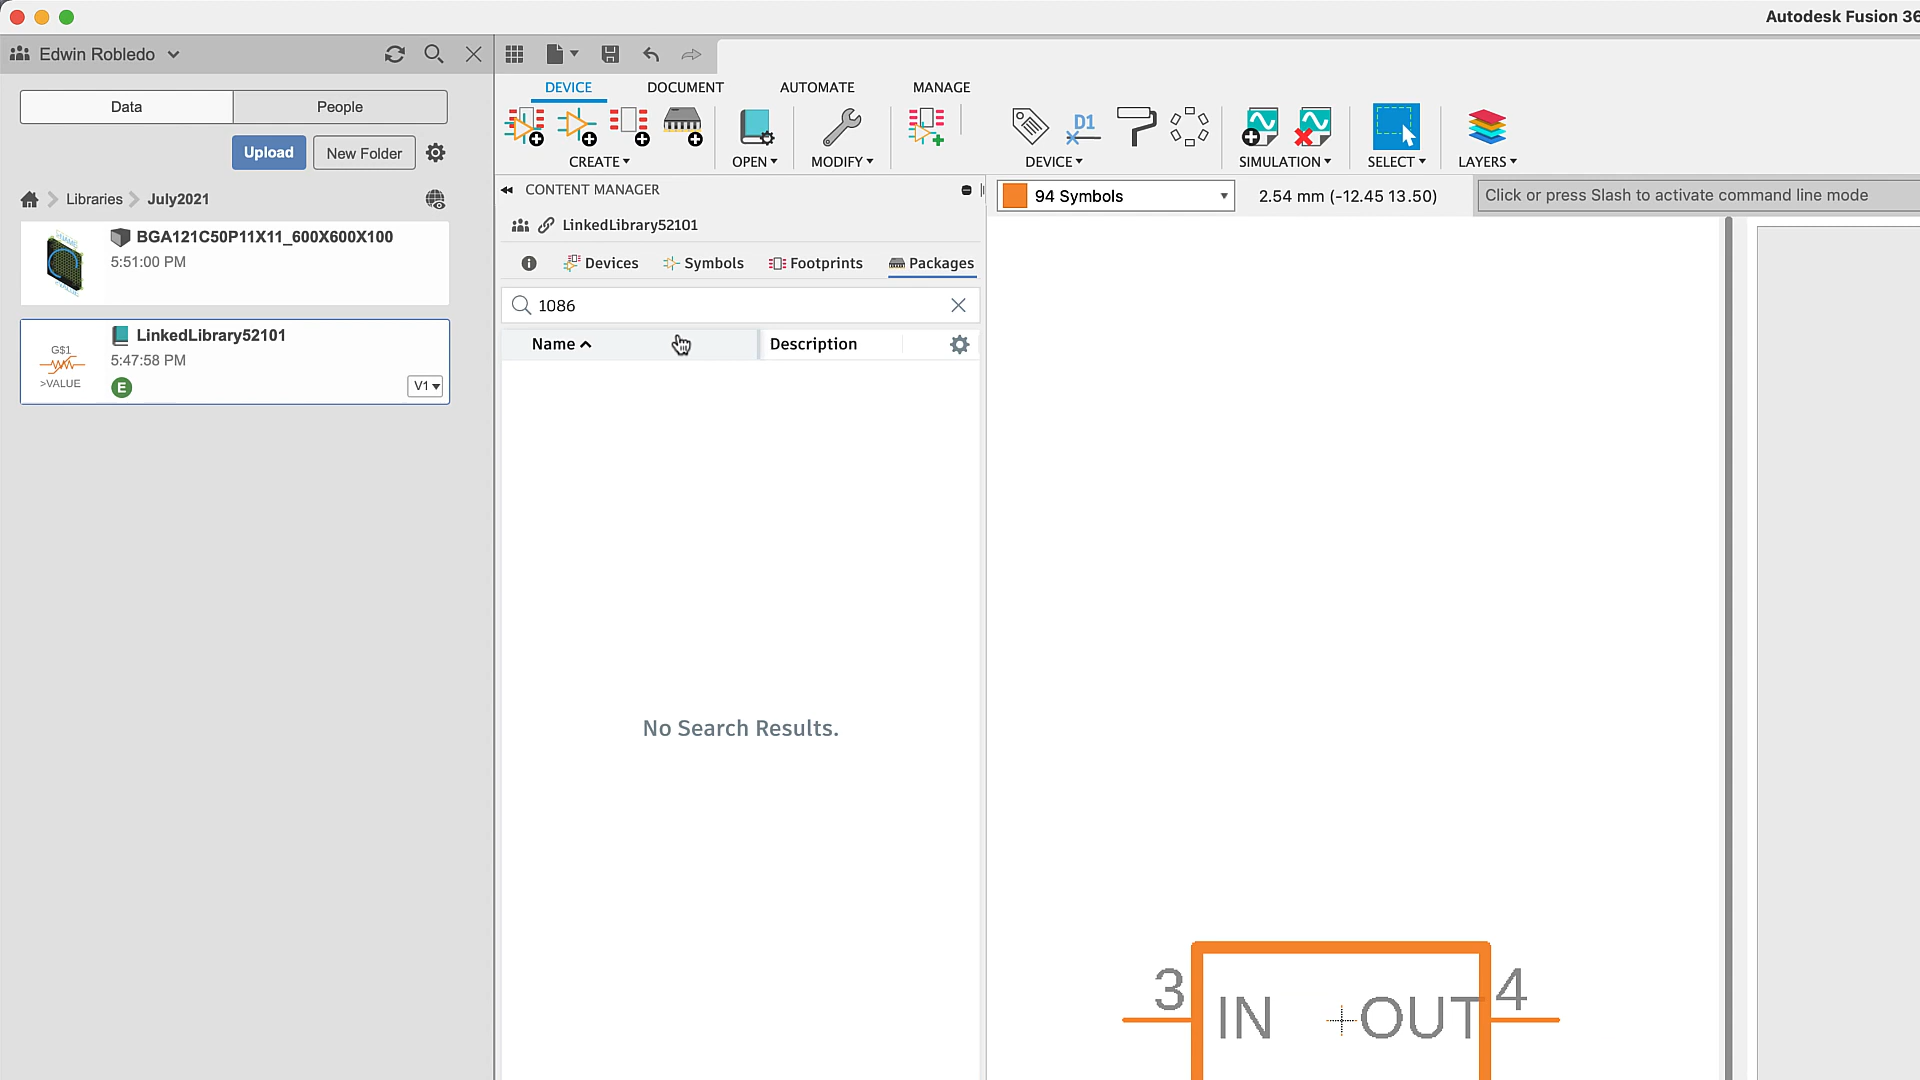 Autodesk Fusion 36
Edwin Robledo
Data People
Upload New Folder
Libraries July2021
BGA121C50P11X11_600X600X100
5:51:00 PM
LinkedLibrary52101
5:47:58 PM
G$1
>VALUE
E
V1
DEVICE DOCUMENT AUTOMATE MANAGE
D1
CREATE OPEN MODIFY DEVICE SIMULATION SELECT LAYERS
CONTENT MANAGER
94 Symbols 2.54 mm (-12.45 13.50) Click or press Slash to activate command line mode
LinkedLibrary52101
Devices Symbols Footprints Packages
1086
Name Description
No Search Results.
3 4
IN OUT